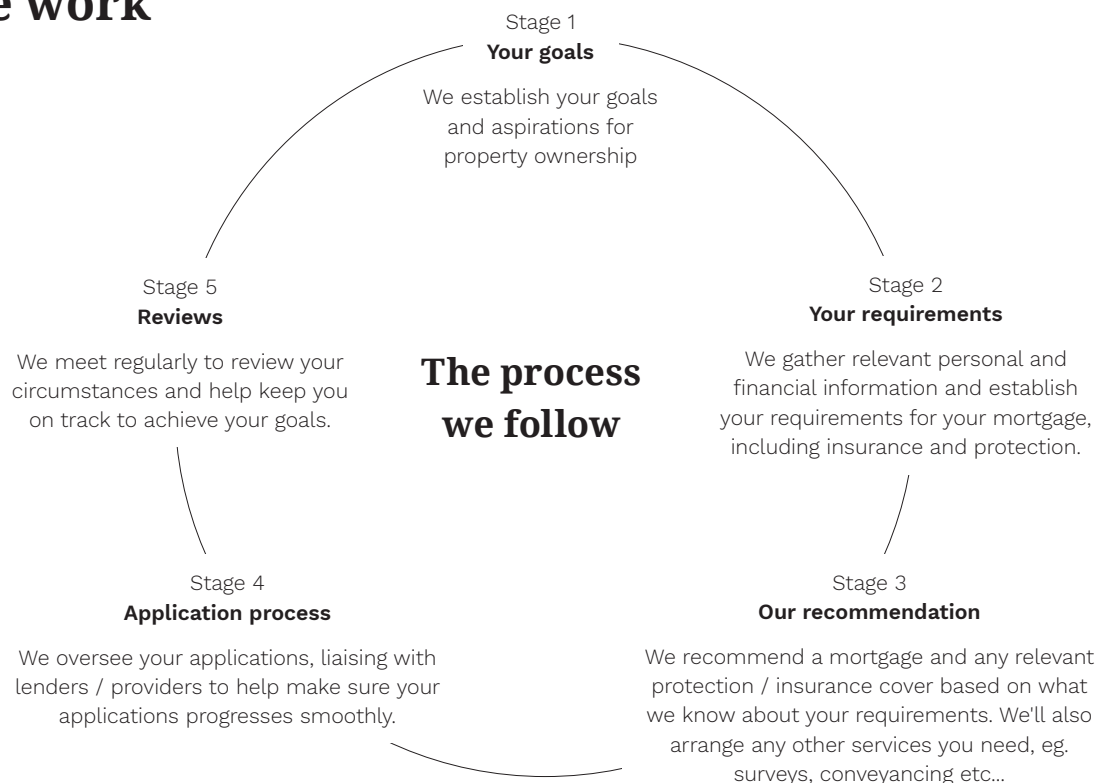 e work
Stage 1
Your goals
We establish your goals
and aspirations for
property ownership
Stage 2
Your requirements
We gather relevant personal and
financial information and establish
your requirements for your mortgage,
including insurance and protection.
Stage 3
Our recommendation
We recommend a mortgage and any relevant
protection / insurance cover based on what
we know about your requirements. We'll also
arrange any other services you need, eg.
surveys, conveyancing etc...
Stage 4
Application process
We oversee your applications, liaising with
lenders / providers to help make sure your
applications progresses smoothly.
Stage 5
Reviews
We meet regularly to review your
circumstances and help keep you
on track to achieve your goals.
The process
we follow